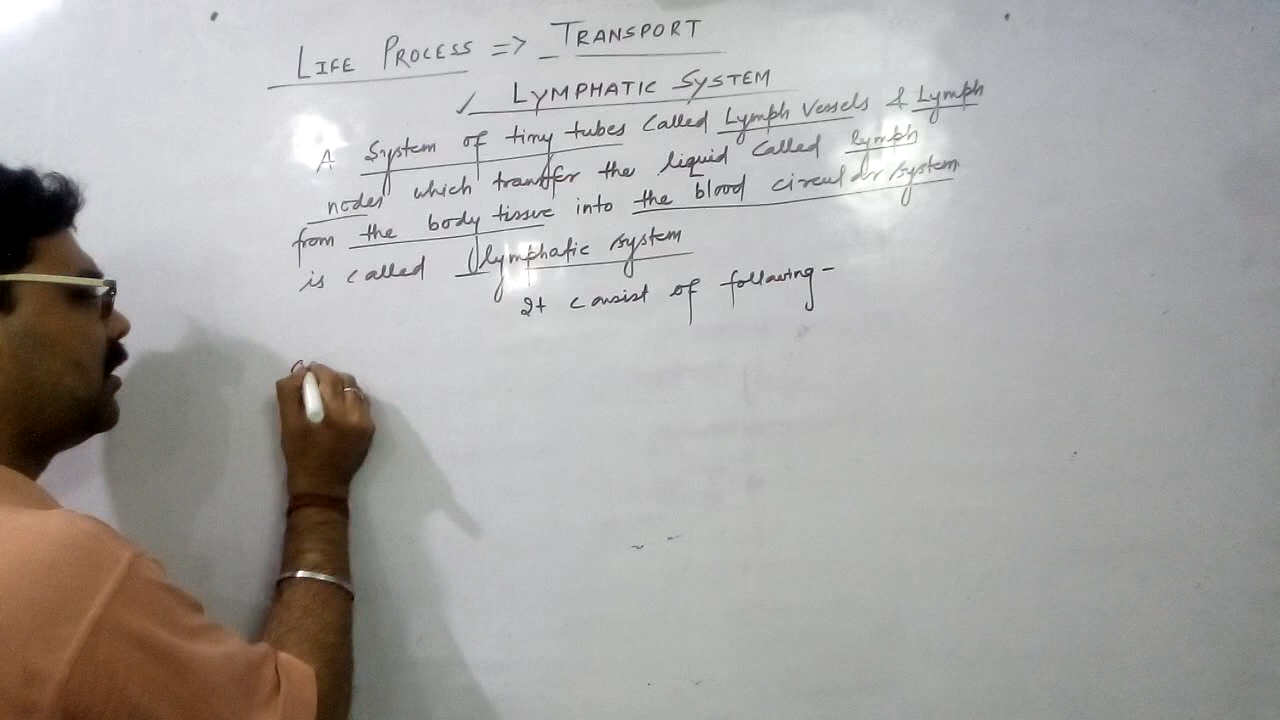 LIFE PROCESS => TRANSPORT
✓ LYMPHATIC SYSTEM
A System of tiny tubes called Lymph Vessels & Lymph
nodes which transfer the liquid called lymph
from the body tissue into the blood circular system
is called lymphatic system
It consist of following -